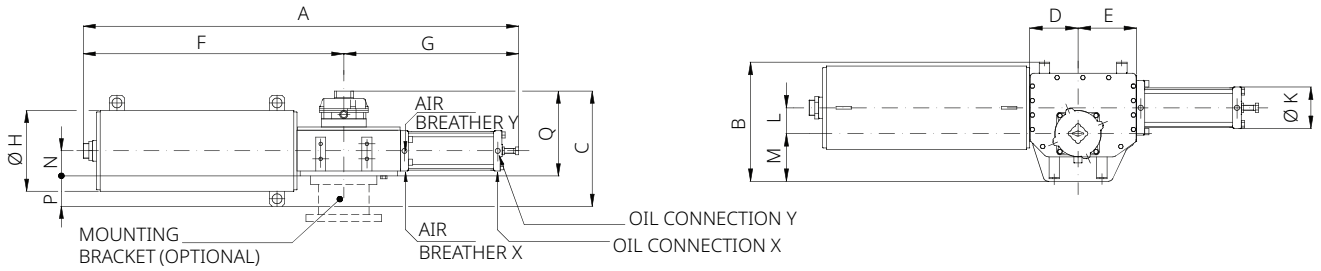 A
F
G
AIR
BREATHER Y
Ø H
N
P
Q
C
MOUNTING
BRACKET (OPTIONAL)
AIR
BREATHER X
OIL CONNECTION Y
OIL CONNECTION X
D
E
B
L
M
Ø K